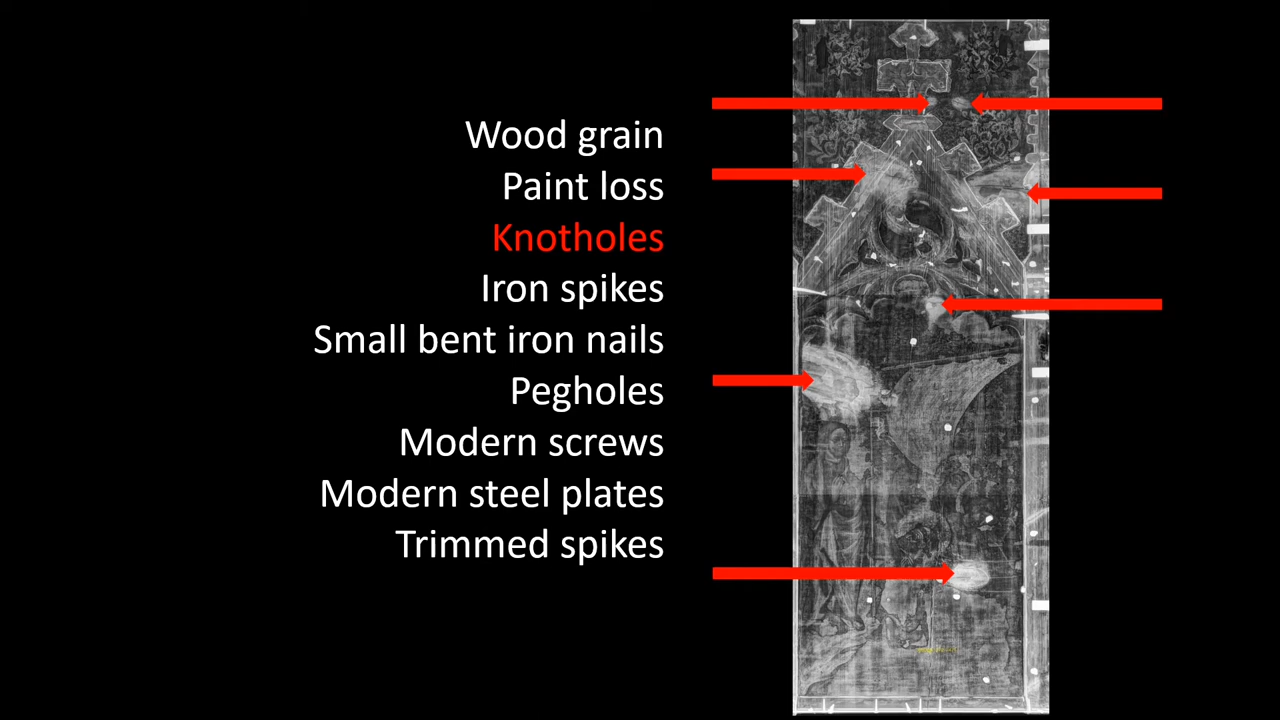 Wood grain
Paint loss
Knotholes
Iron spikes
Small bent iron nails
Pegholes
Modern screws
Modern steel plates
Trimmed spikes